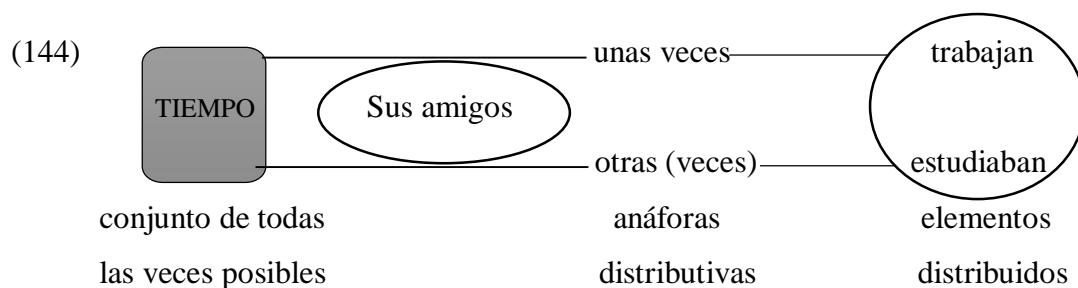 (144) unas veces trabajan
TIEMPO Sus amigos
otras (veces) estudiaban
conjunto de todas anáforas elementos
las veces posibles distributivas distribuidos